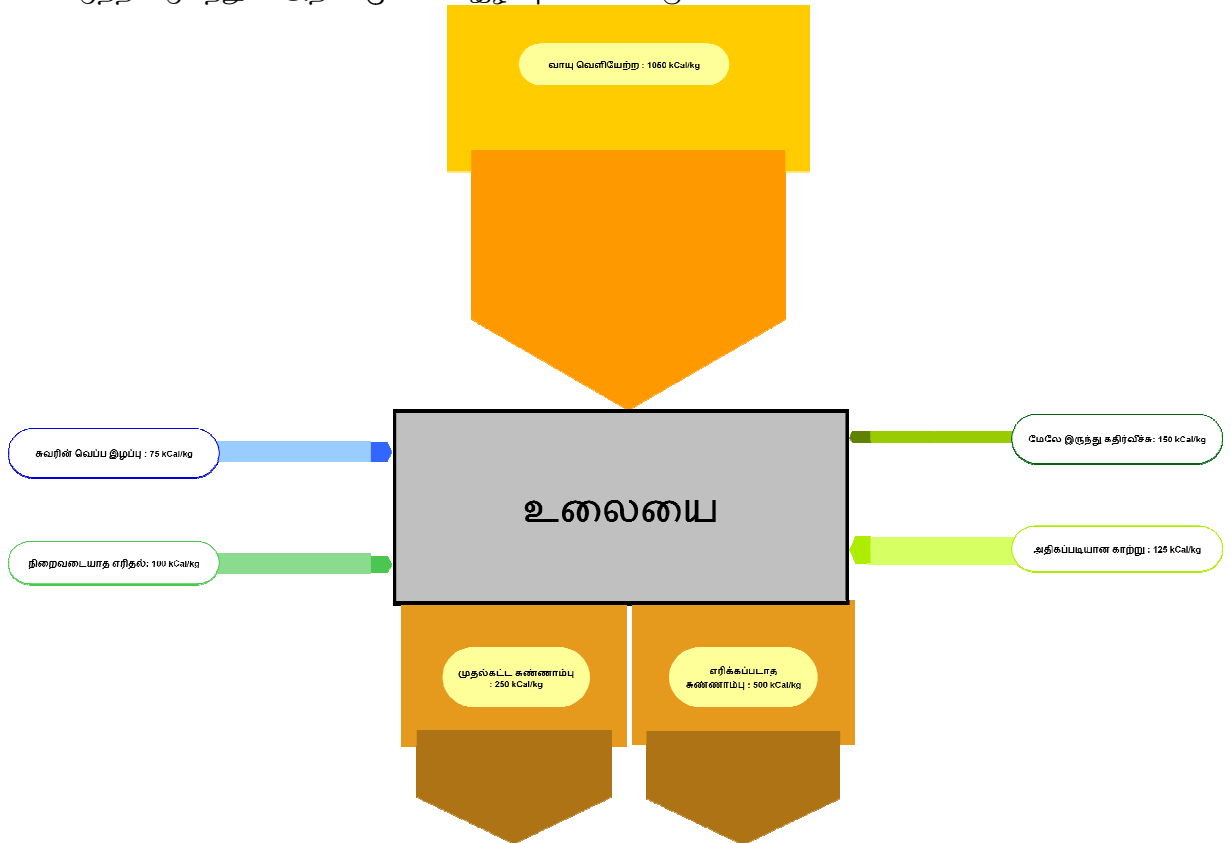 வாயு வெளியேற்ற : 1050 kCal/kg
சுவரின் வெப்ப இழப்பு : 75 kCal/kg
மேலே இருந்து கதிர்வீச்சு: 150 kCal/kg
உலையை
நிறைவடையாத எரிதல்: 100 kCal/kg
அதிகப்படியான காற்று : 125 kCal/kg
முதல்கட்ட சுண்ணாம்பு
: 250 kCal/kg
எரிக்கப்படாத
சுண்ணாம்பு : 500 kCal/kg